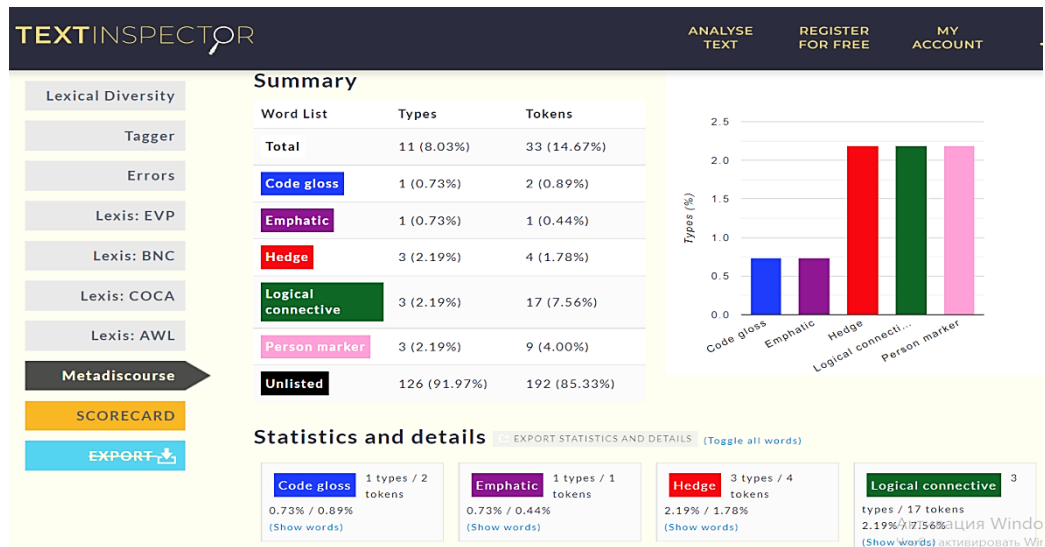 TEXTINSPECTOR
ANALYSE TEXT
REGISTER FOR FREE
MY ACCOUNT
Lexical Diversity
Tagger
Errors
Lexis: EVP
Lexis: BNC
Lexis: COCA
Lexis: AWL
Metadiscourse
SCORECARD
EXPORT
Summary
Word List Types Tokens
Total 11 (8.03%) 33 (14.67%)
Code gloss 1 (0.73%) 2 (0.89%)
Emphatic 1 (0.73%) 1 (0.44%)
Hedge 3 (2.19%) 4 (1.78%)
Logical connective 3 (2.19%) 17 (7.56%)
Person marker 3 (2.19%) 9 (4.00%)
Unlisted 126 (91.97%) 192 (85.33%)
Types (%)
2.5
2.0
1.5
1.0
0.5
0.0
Code gloss
Emphatic
Hedge
Logical connecti...
Person marker
Statistics and details EXPORT STATISTICS AND DETAILS (Toggle all words)
Code gloss 1 types / 2
tokens
0.73% / 0.89%
(Show words)
Emphatic 1 types / 1
tokens
0.73% / 0.44%
(Show words)
Hedge 3 types / 4
tokens
2.19% / 1.78%
(Show words)
Logical connective 3
types / 17 tokens
2.19% / 7.56%
(Show words)